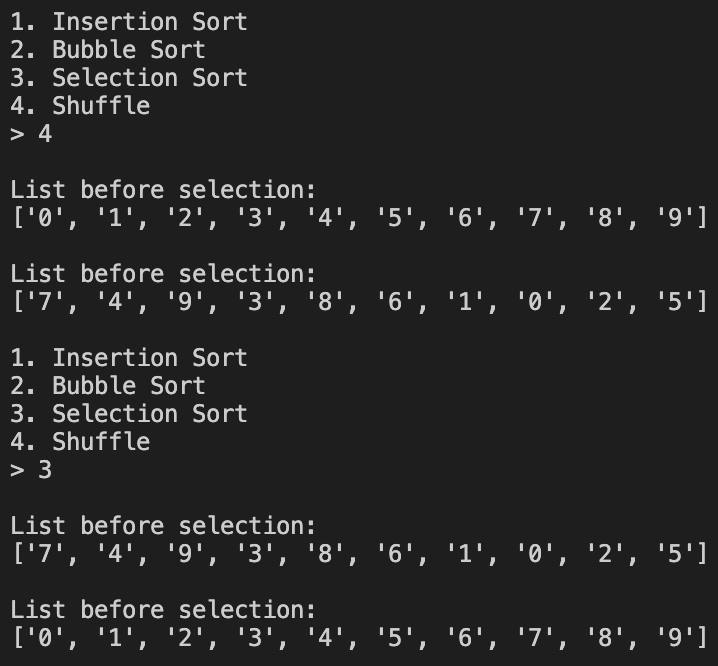 1. Insertion Sort
2. Bubble Sort
3. Selection Sort
4. Shuffle
> 4
List before selection:
['0', '1', '2', '3', '4', '5', '6', '7', '8', '9']
List before selection:
['7', '4', '9', '3', '8', '6', '1', '0', '2', '5']
1. Insertion Sort
2. Bubble Sort
3. Selection Sort
4. Shuffle
> 3
List before selection:
['7', '4', '9', '3', '8', '6', '1', '0', '2', '5']
List before selection:
['0', '1', '2', '3', '4', '5', '6', '7', '8', '9']